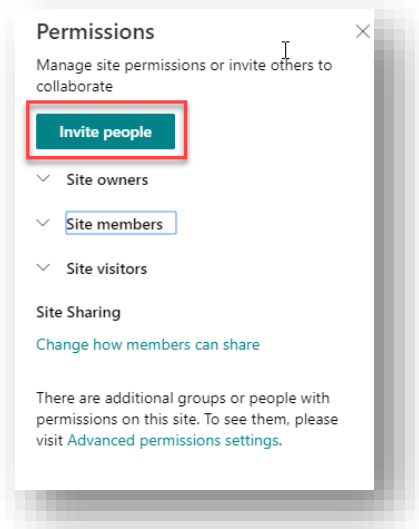 Permissions
Manage site permissions or invite others to
collaborate
Invite people
Site owners
Site members
Site visitors
Site Sharing
Change how members can share
There are additional groups or people with
permissions on this site. To see them, please
visit Advanced permissions settings.